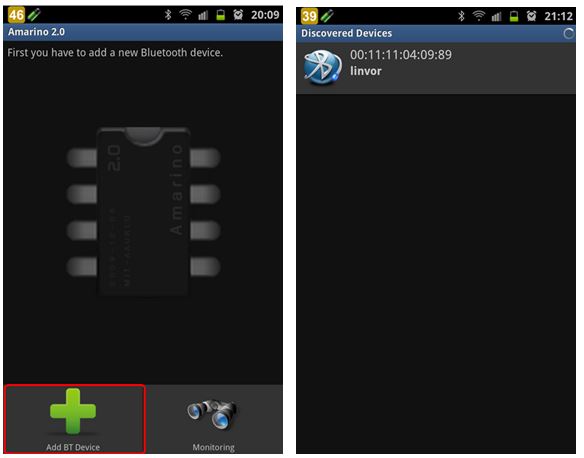 46
20:09
Amarino 2.0
First you have to add a new Bluetooth device.
2.0
Amarino
Add BT Device
Monitoring
39
21:12
Discovered Devices
00:11:11:04:09:89
linvor